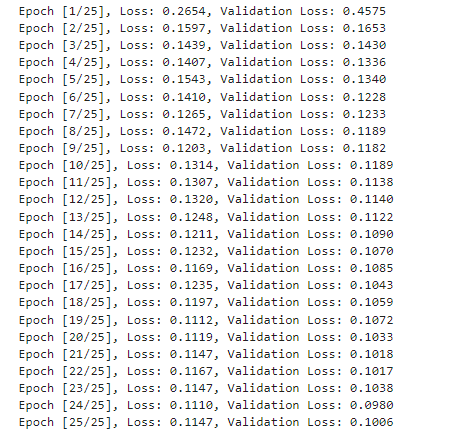 Epoch [1/25], Loss: 0.2654, Validation Loss: 0.4575
Epoch [2/25], Loss: 0.1597, Validation Loss: 0.1653
Epoch [3/25], Loss: 0.1439, Validation Loss: 0.1430
Epoch [4/25], Loss: 0.1407, Validation Loss: 0.1336
Epoch [5/25], Loss: 0.1543, Validation Loss: 0.1340
Epoch [6/25], Loss: 0.1410, Validation Loss: 0.1228
Epoch [7/25], Loss: 0.1265, Validation Loss: 0.1233
Epoch [8/25], Loss: 0.1472, Validation Loss: 0.1189
Epoch [9/25], Loss: 0.1203, Validation Loss: 0.1182
Epoch [10/25], Loss: 0.1314, Validation Loss: 0.1189
Epoch [11/25], Loss: 0.1307, Validation Loss: 0.1138
Epoch [12/25], Loss: 0.1320, Validation Loss: 0.1140
Epoch [13/25], Loss: 0.1248, Validation Loss: 0.1122
Epoch [14/25], Loss: 0.1211, Validation Loss: 0.1090
Epoch [15/25], Loss: 0.1232, Validation Loss: 0.1070
Epoch [16/25], Loss: 0.1169, Validation Loss: 0.1085
Epoch [17/25], Loss: 0.1235, Validation Loss: 0.1043
Epoch [18/25], Loss: 0.1197, Validation Loss: 0.1059
Epoch [19/25], Loss: 0.1112, Validation Loss: 0.1072
Epoch [20/25], Loss: 0.1119, Validation Loss: 0.1033
Epoch [21/25], Loss: 0.1147, Validation Loss: 0.1018
Epoch [22/25], Loss: 0.1167, Validation Loss: 0.1017
Epoch [23/25], Loss: 0.1147, Validation Loss: 0.1038
Epoch [24/25], Loss: 0.1110, Validation Loss: 0.0980
Epoch [25/25], Loss: 0.1147, Validation Loss: 0.1006